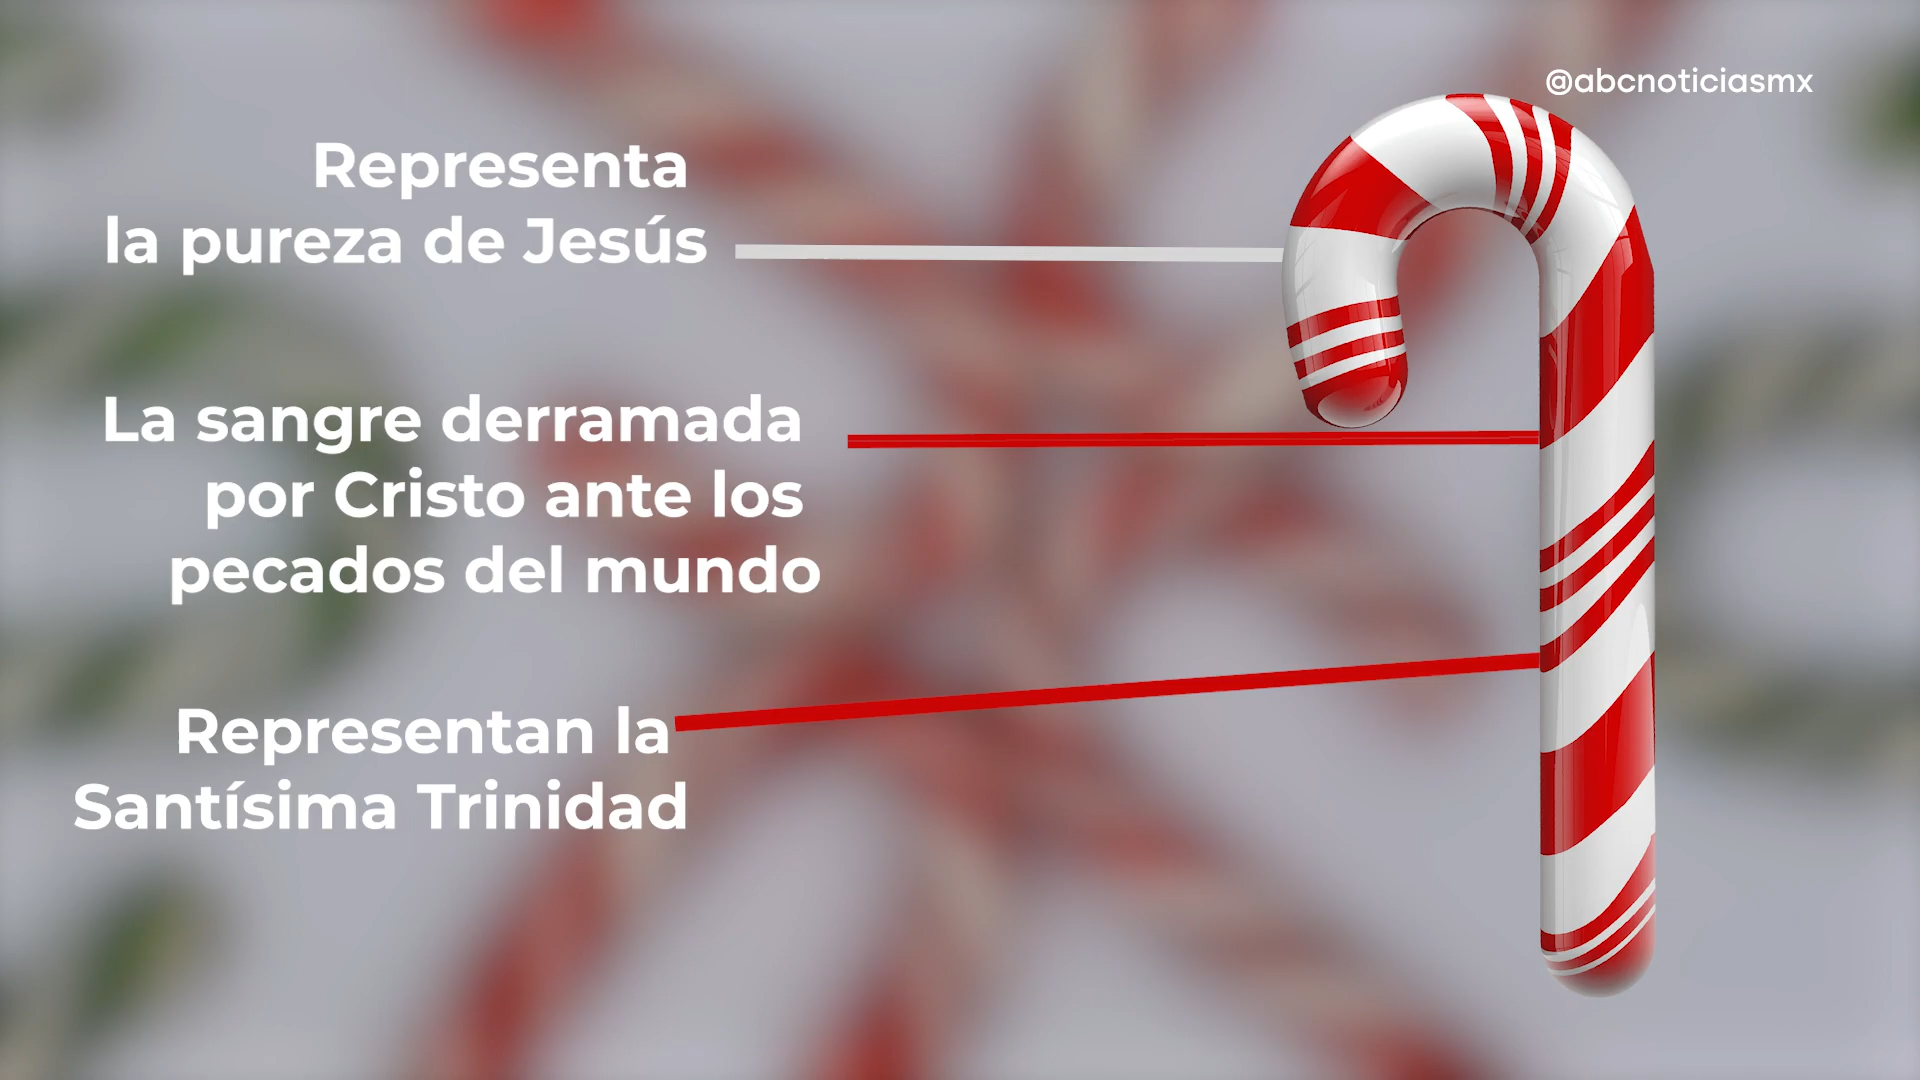 @abcnoticiasmx
Representa
la pureza de Jesús
La sangre derramada
por Cristo ante los
pecados del mundo
Representan la
Santísima Trinidad